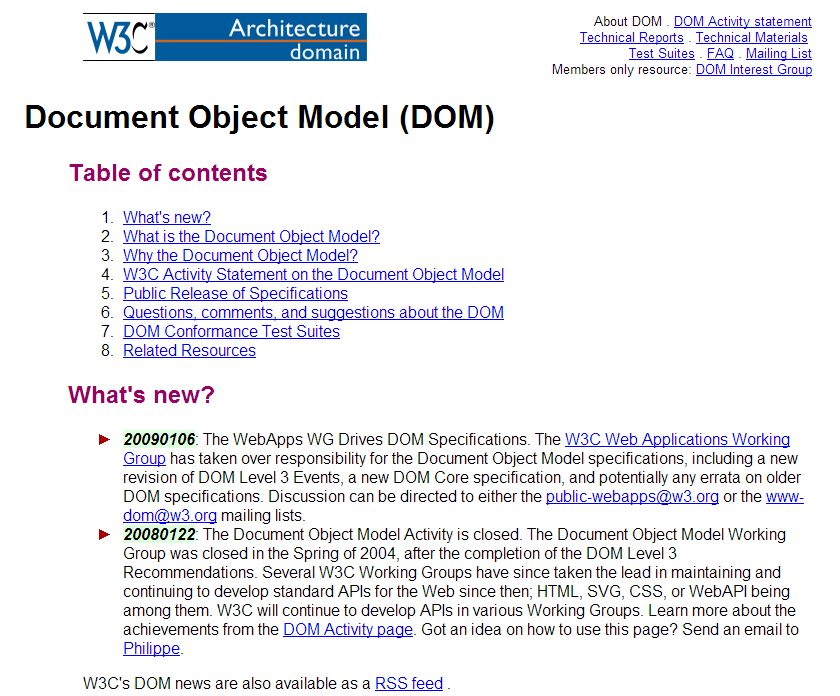 W3C® Architecture
domain
About DOM . DOM Activity statement
Technical Reports . Technical Materials
Test Suites . FAQ . Mailing List
Members only resource: DOM Interest Group
Document Object Model (DOM)
Table of contents
1. What's new?
2. What is the Document Object Model?
3. Why the Document Object Model?
4. W3C Activity Statement on the Document Object Model
5. Public Release of Specifications
6. Questions, comments, and suggestions about the DOM
7. DOM Conformance Test Suites
8. Related Resources
What's new?
20090106: The WebApps WG Drives DOM Specifications. The W3C Web Applications Working
Group has taken over responsibility for the Document Object Model specifications, including a new
revision of DOM Level 3 Events, a new DOM Core specification, and potentially any errata on older
DOM specifications. Discussion can be directed to either the public-webapps@w3.org or the www-
dom@w3.org mailing lists.
20080122: The Document Object Model Activity is closed. The Document Object Model Working
Group was closed in the Spring of 2004, after the completion of the DOM Level 3
Recommendations. Several W3C Working Groups have since taken the lead in maintaining and
continuing to develop standard APIs for the Web since then; HTML, SVG, CSS, or WebAPI being
among them. W3C will continue to develop APIs in various Working Groups. Learn more about the
achievements from the DOM Activity page. Got an idea on how to use this page? Send an email to
Philippe.
W3C's DOM news are also available as a RSS feed .